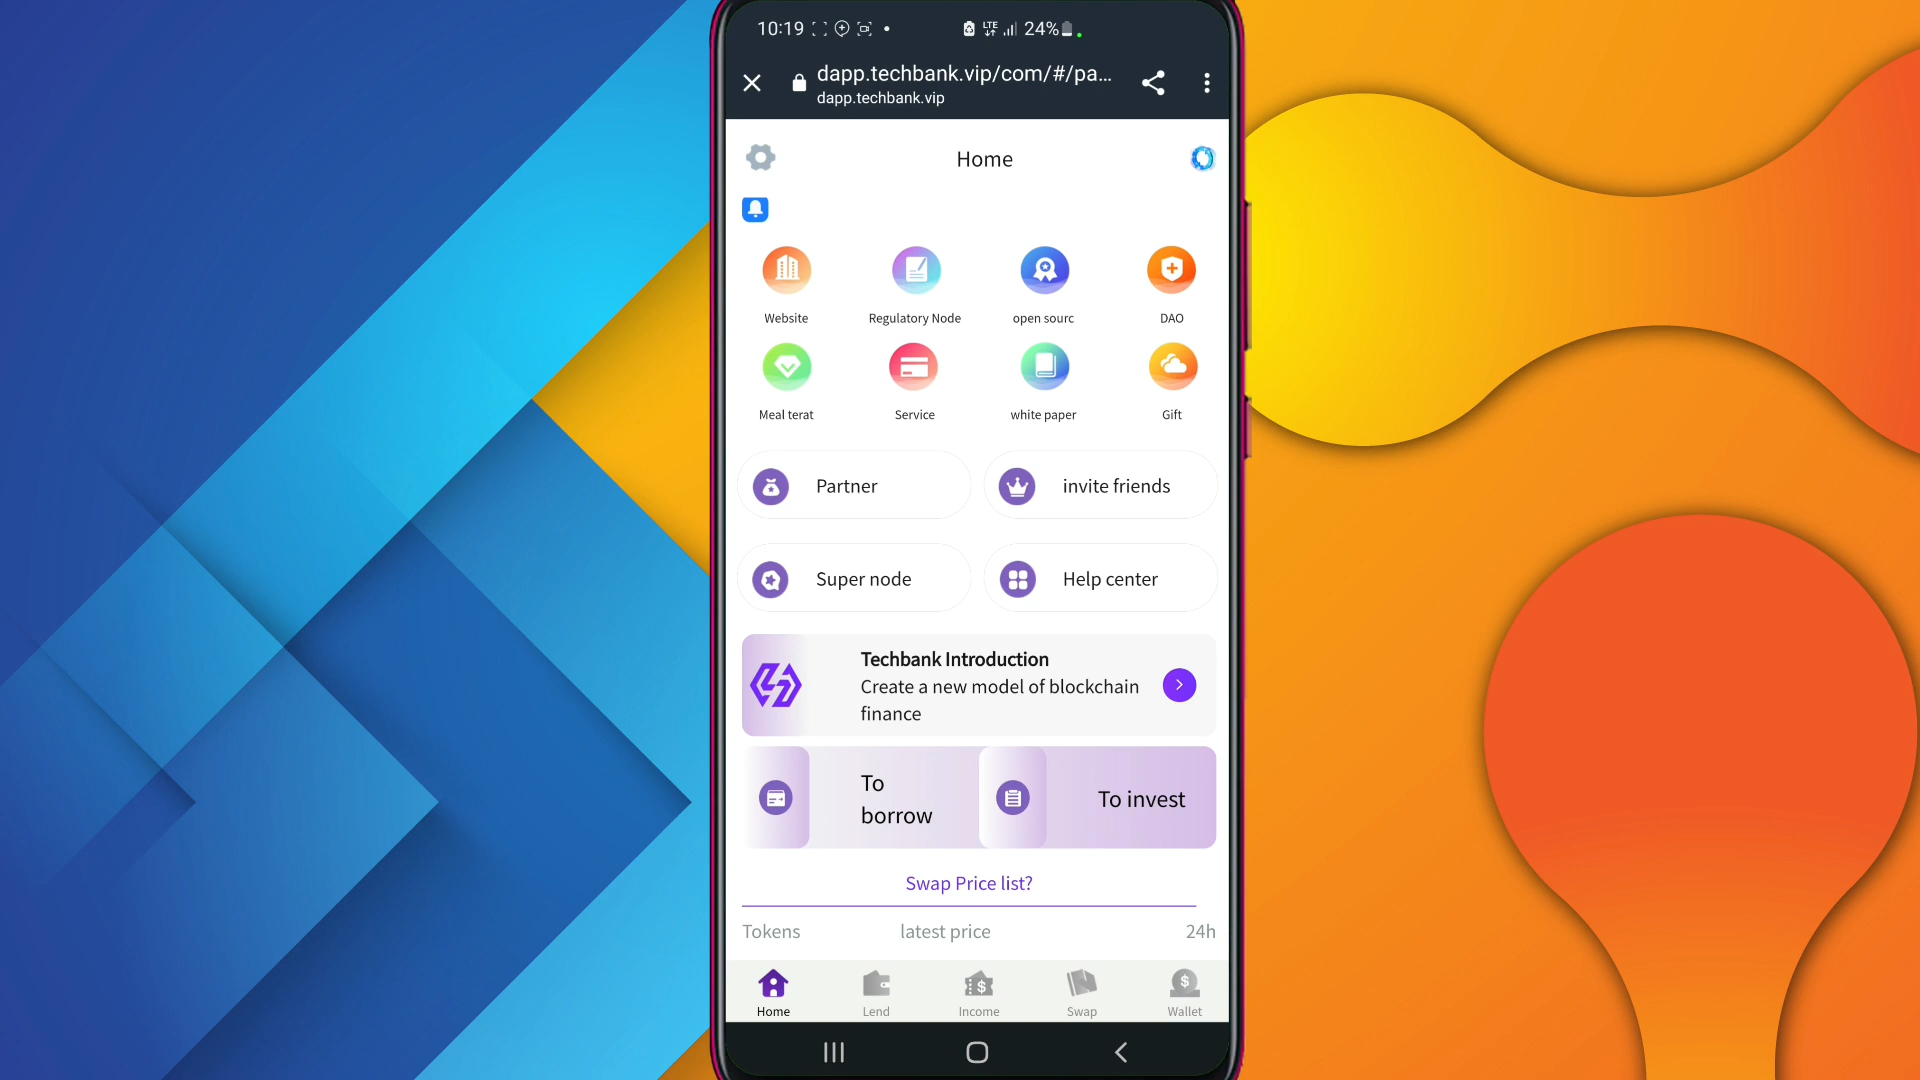 10:19 LTE 24%
dapp.techbank.vip/com/#/pa...
dapp.techbank.vip
Home
Website Regulatory Node open sourc DAO
Meal terat Service white paper Gift
Partner invite friends
Super node Help center
Techbank Introduction
Create a new model of blockchain
finance
To
borrow
To invest
Swap Price list?
Tokens latest price 24h
Home Lend Income Swap Wallet